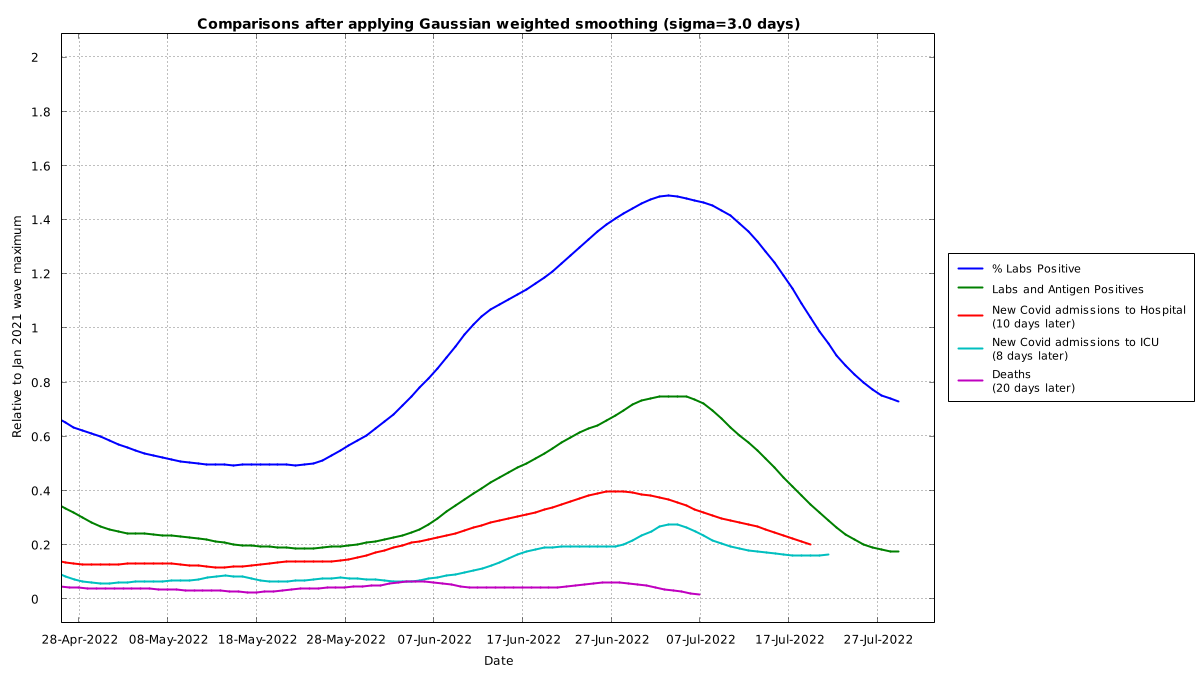 Comparisons after applying Gaussian weighted smoothing (sigma=3.0 days)
Relative to Jan 2021 wave maximum
2
1.8
1.6
1.4
1.2
1
0.8
0.6
0.4
0.2
0
28-Apr-2022 08-May-2022 18-May-2022 28-May-2022 07-Jun-2022 17-Jun-2022 27-Jun-2022 07-Jul-2022 17-Jul-2022 27-Jul-2022
Date
% Labs Positive
Labs and Antigen Positives
New Covid admissions to Hospital
(10 days later)
New Covid admissions to ICU
(8 days later)
Deaths
(20 days later)